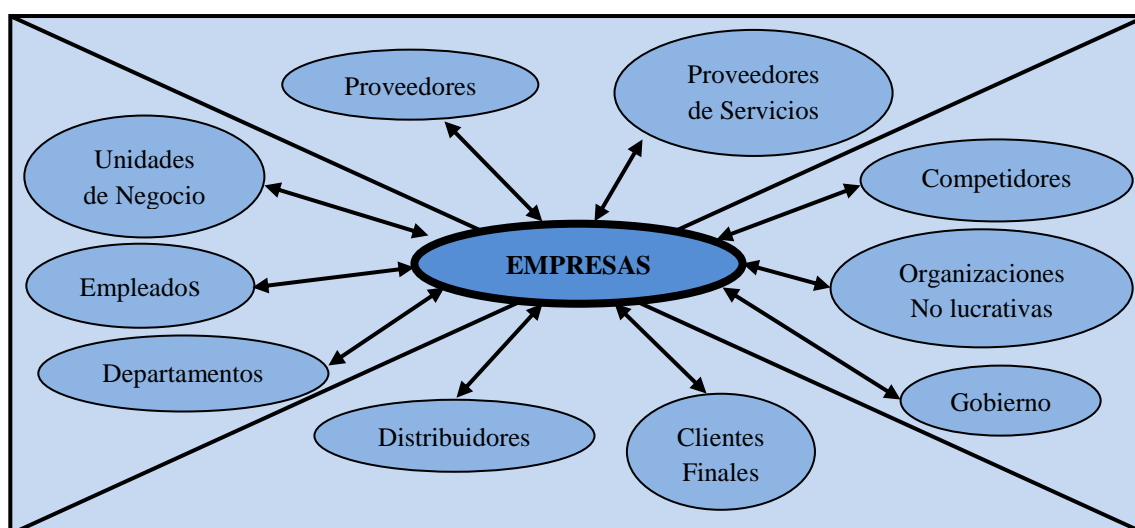 Proveedores
Proveedores
de Servicios
Unidades
de Negocio
Competidores
EMPRESAS
Empleados
Organizaciones
No lucrativas
Departamentos
Gobierno
Distribuidores
Clientes
Finales